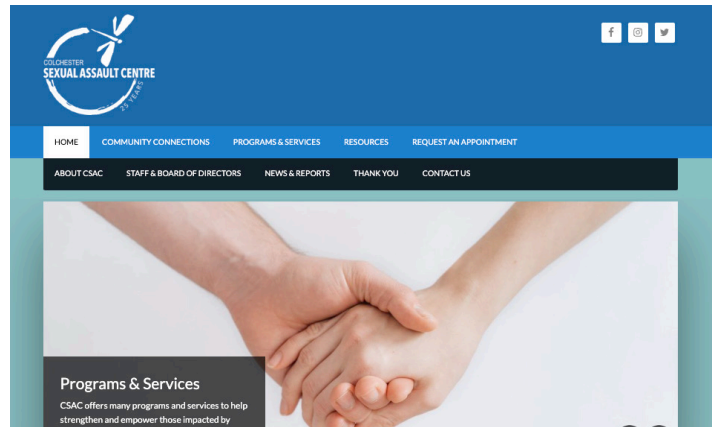 COLCHESTER
SEXUAL ASSAULT CENTRE
25 YEARS
HOME COMMUNITY CONNECTIONS PROGRAMS & SERVICES RESOURCES REQUEST AN APPOINTMENT
ABOUT CSAC STAFF & BOARD OF DIRECTORS NEWS & REPORTS THANK YOU CONTACT US
Programs & Services
CSAC offers many programs and services to help
strengthen and empower those impacted by